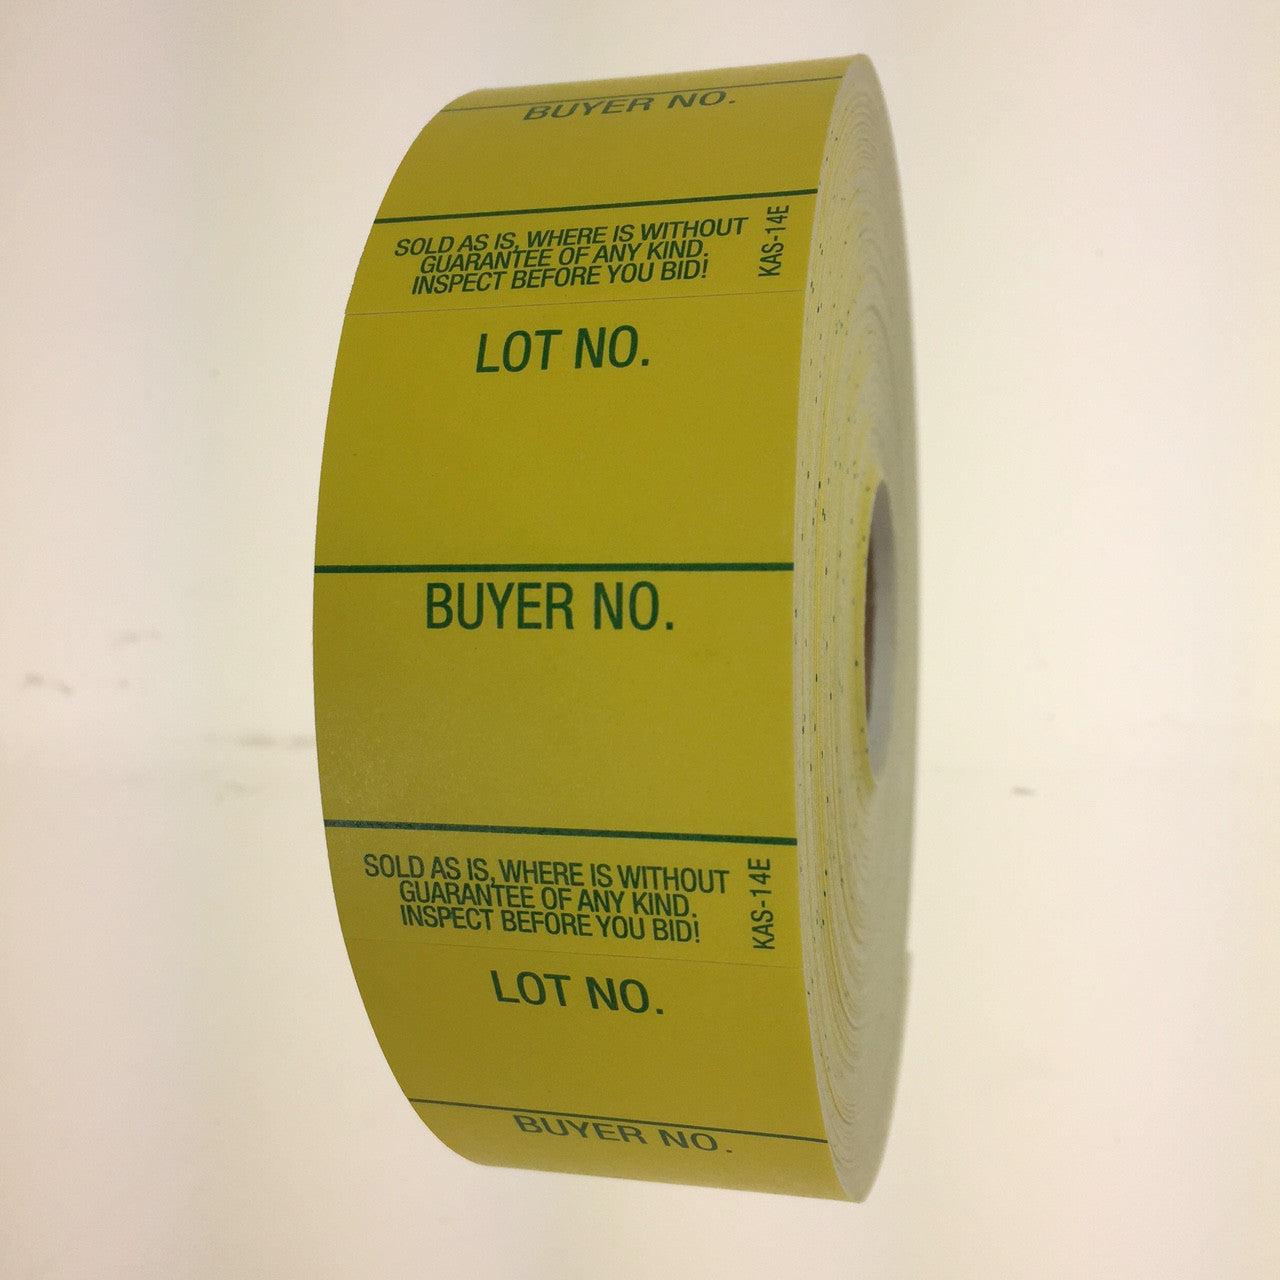 BUYER NO.
SOLD AS IS, WHERE IS WITHOUT
GUARANTEE OF ANY KIND.
INSPECT BEFORE YOU BID!
KAS-14E
LOT NO.
BUYER NO.
SOLD AS IS, WHERE IS WITHOUT
GUARANTEE OF ANY KIND.
INSPECT BEFORE YOU BID!
KAS-14E
LOT NO.
BUYER NO.